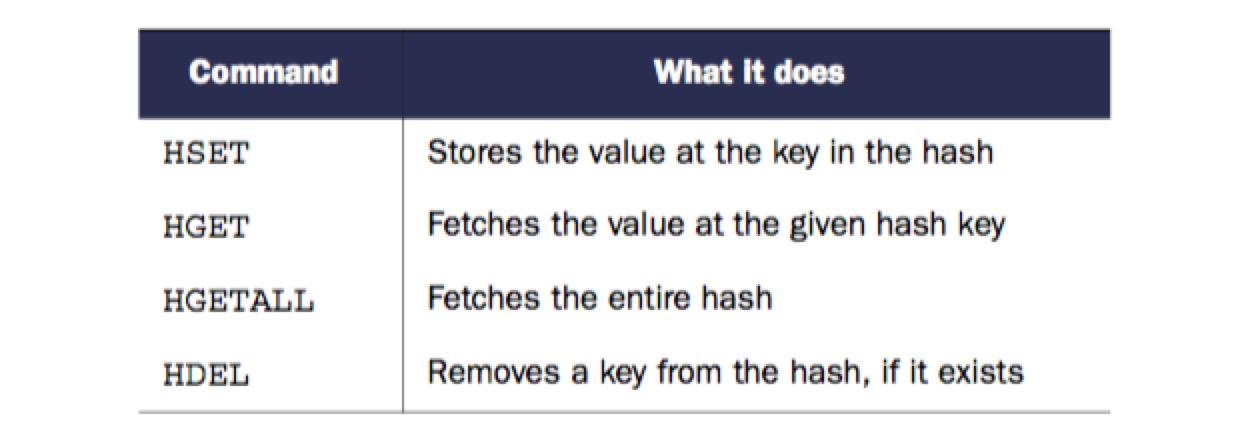 Command What it does
HSET Stores the value at the key in the hash
HGET Fetches the value at the given hash key
HGETALL Fetches the entire hash
HDEL Removes a key from the hash, if it exists